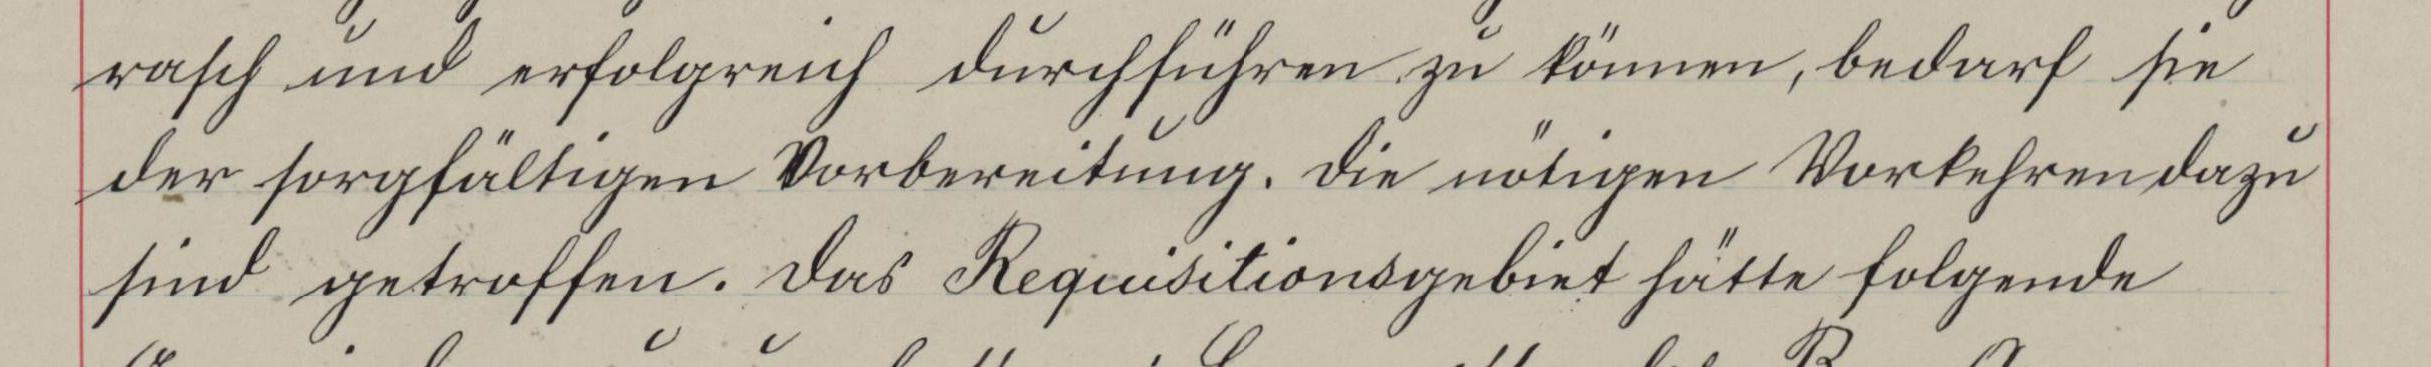 rasch und erfolgreich durchführen zu können, bedarf sie
der sorgfältigen Vorbereitung. Die nötigen Vorkehren dazu
sind getroffen. Das Requisitionsgebiet hätte folgende